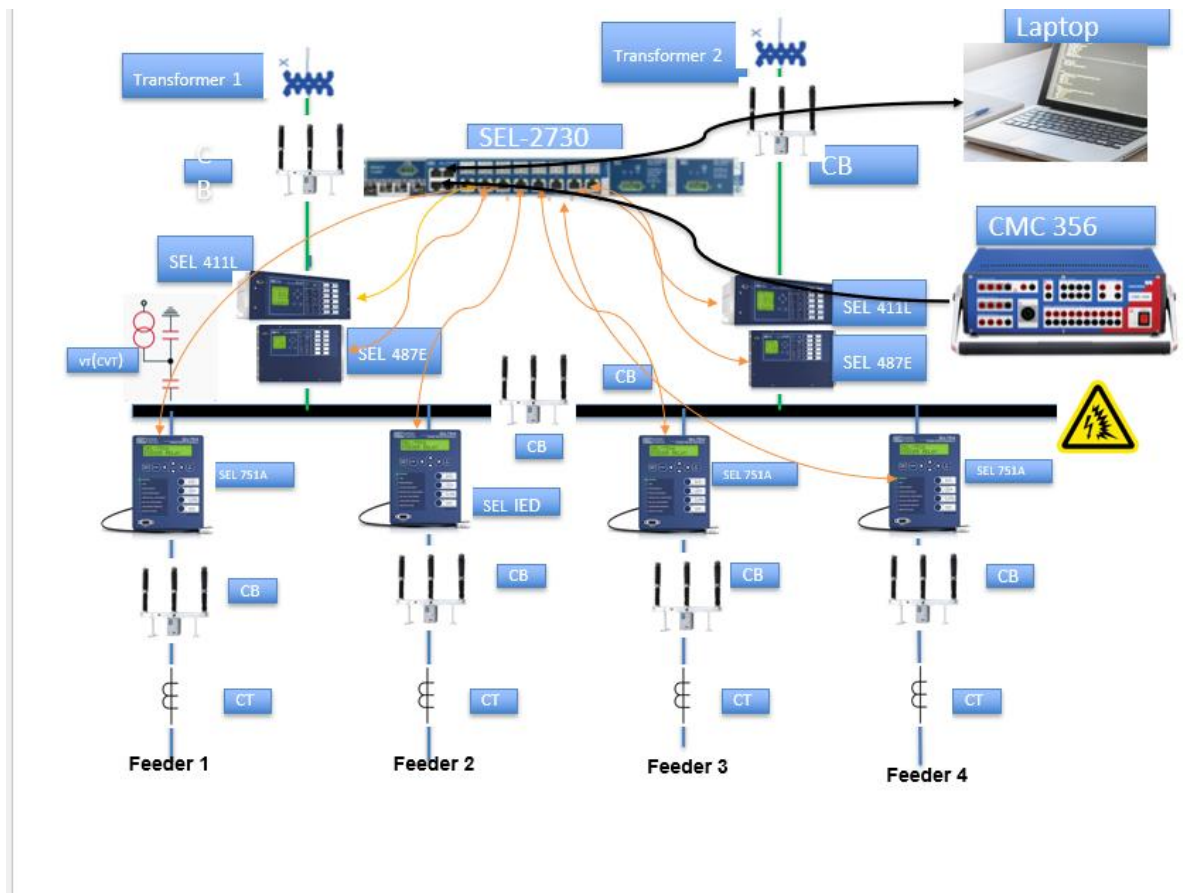 Laptop
Transformer 1
Transformer 2
SEL-2730
C
B
CB
CMC 356
SEL 411L
SEL 411L
SEL 487E
SEL 487E
VT(CVT)
CB
CB
SEL 751A
SEL IED
SEL 751A
SEL 751A
CB
CB
CB
CB
CT
CT
CT
CT
Feeder 1
Feeder 2
Feeder 3
Feeder 4